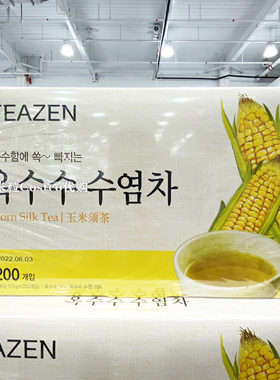 TEAZEN
수함에 쏙~ 빠지는
옥수수수염차
Corn Silk Tea | 玉米须茶
2022.06.03
200 개입
TEAZEN